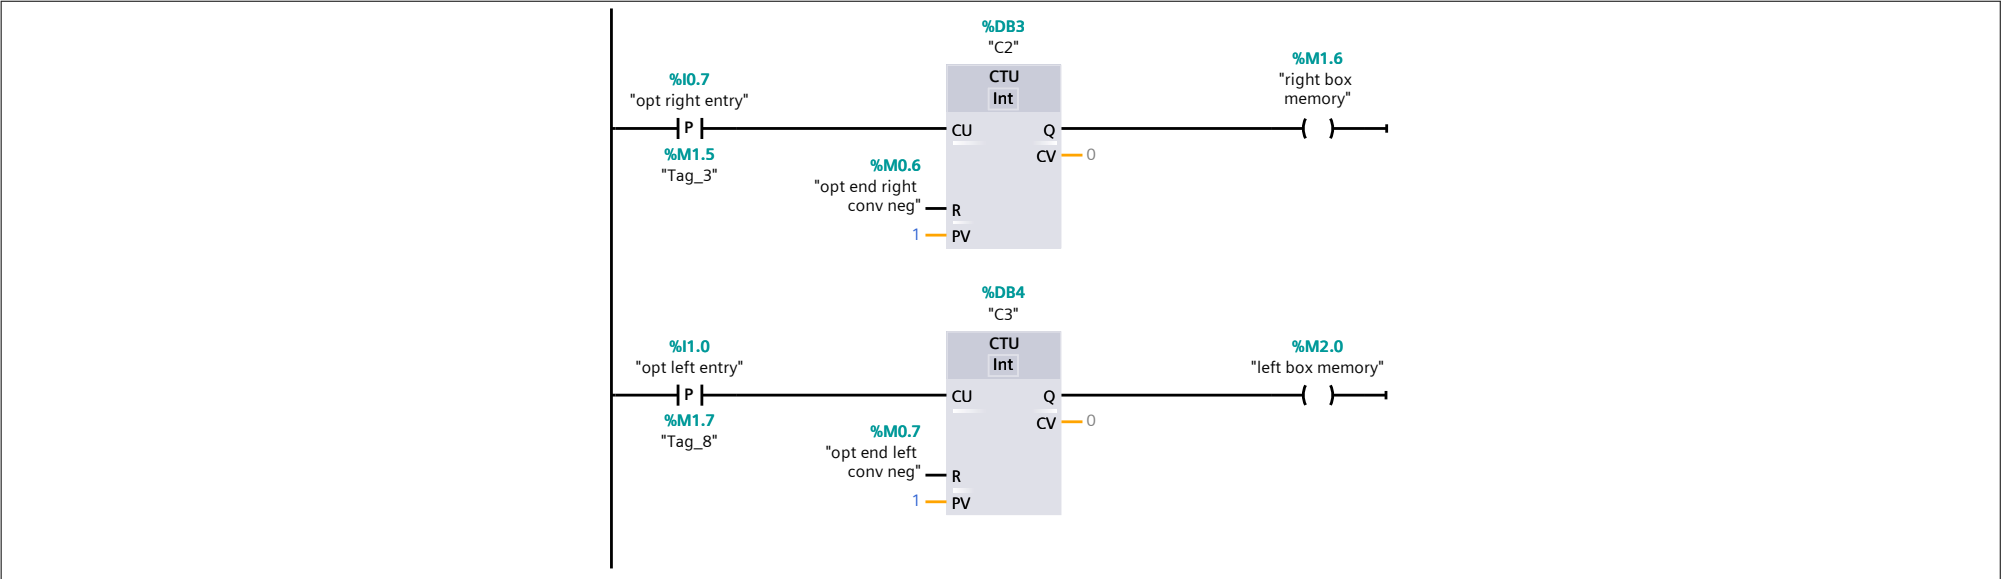 %DB3
"C2"
%I0.7
"opt right entry"
P
%M1.5
"Tag_3"
CTU
Int
CU
Q
CV
0
%M0.6
"opt end right
conv neg"
R
1
PV
%M1.6
"right box
memory"
%DB4
"C3"
%I1.0
"opt left entry"
P
%M1.7
"Tag_8"
CTU
Int
CU
Q
CV
0
%M0.7
"opt end left
conv neg"
R
1
PV
%M2.0
"left box memory"